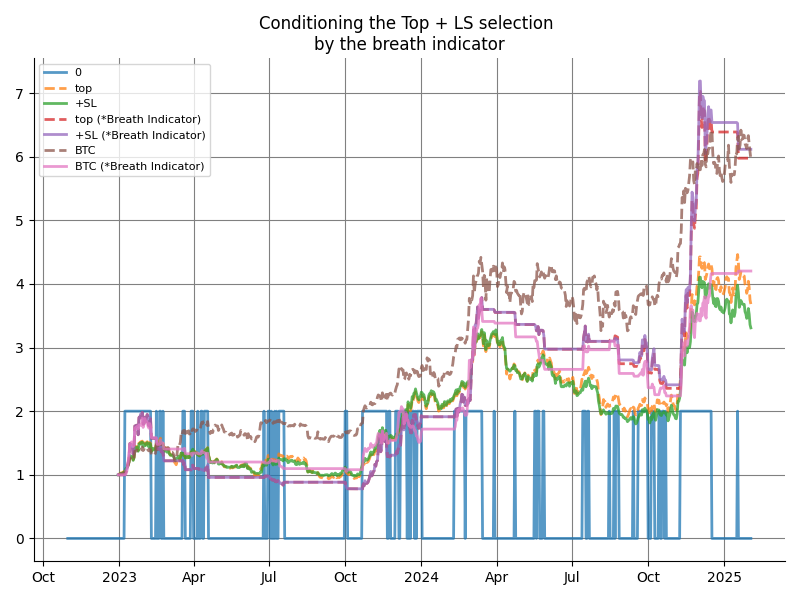 Conditioning the Top + LS selection
by the breath indicator
0
top
+SL
top (*Breath Indicator)
+SL (*Breath Indicator)
BTC
BTC (*Breath Indicator)
7
6
5
4
3
2
1
0
Oct
2023
Apr
Jul
Oct
2024
Apr
Jul
Oct
2025